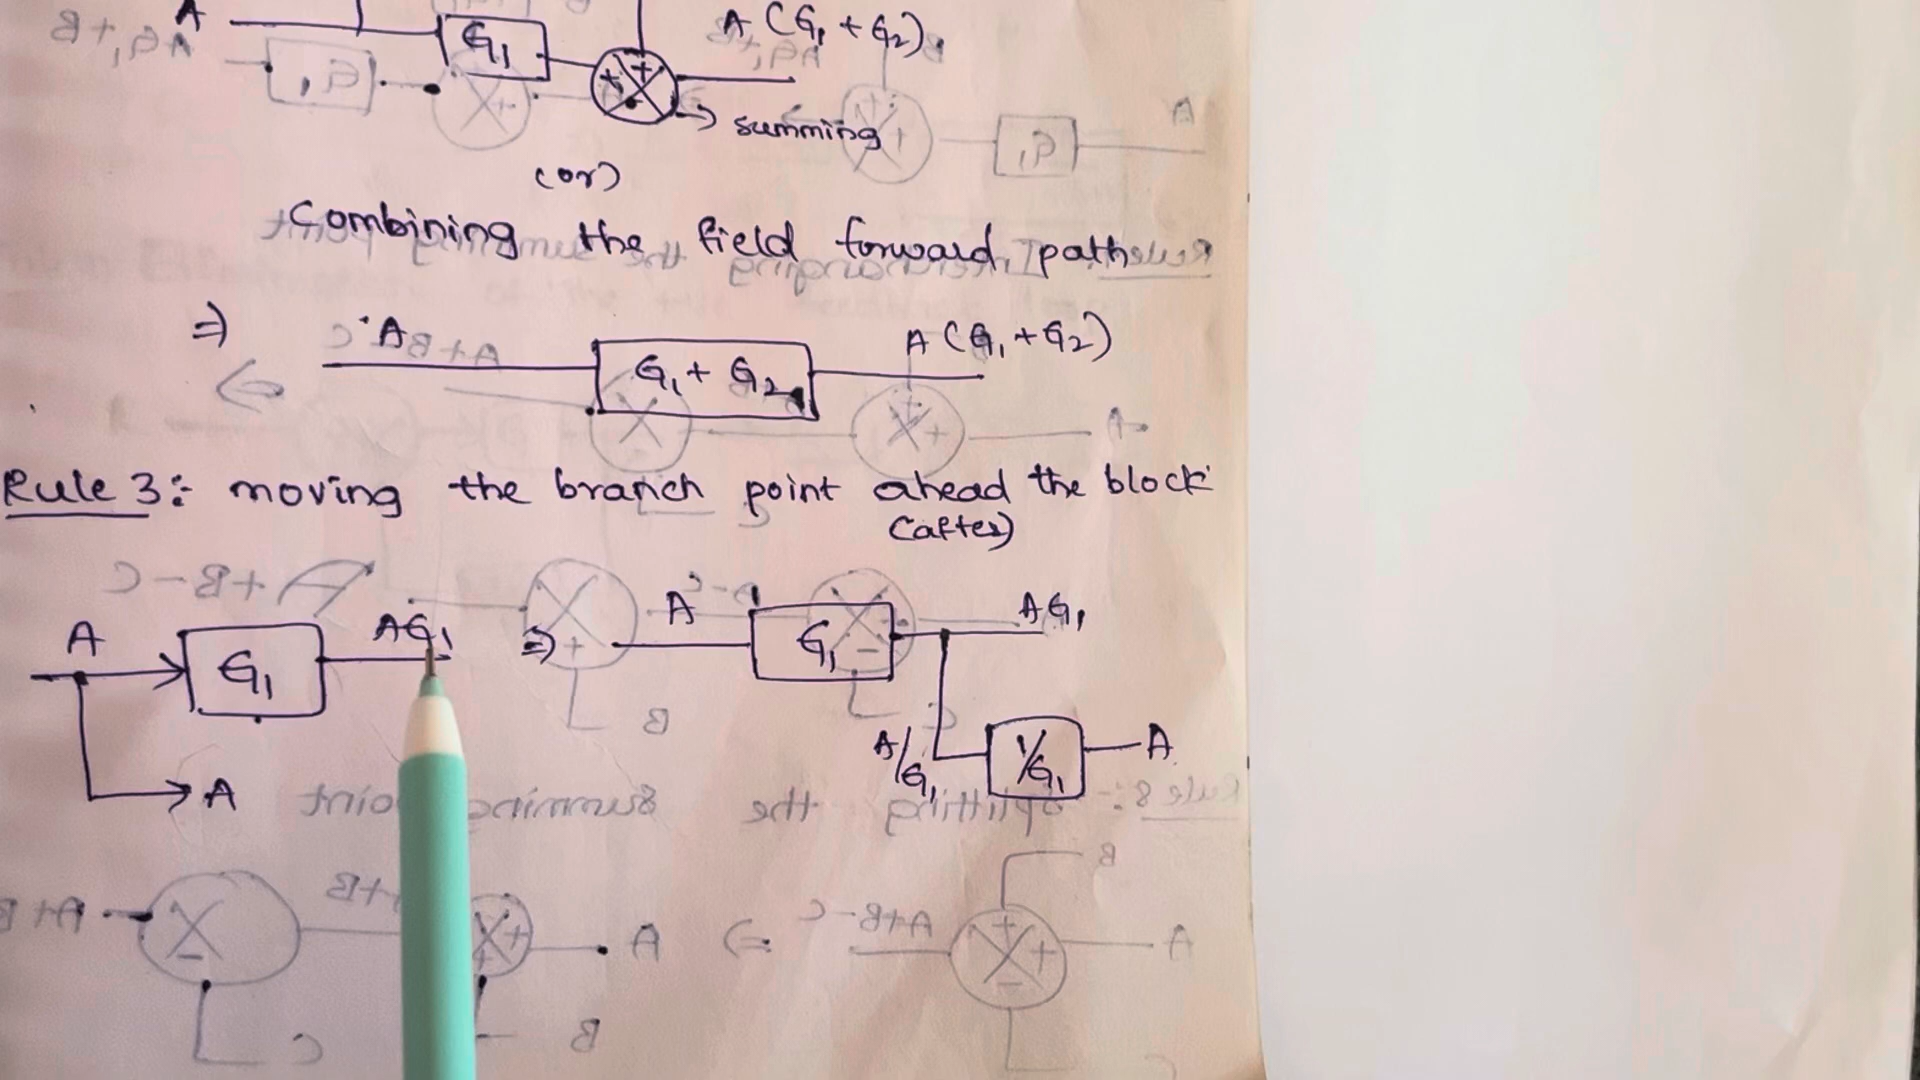 A
G₁
+
+
A (G₁ + G₂).
→ summing
(or)
Combining the field forward path
⇒ A G₁ + G₂ A (G₁ + G₂)
Rule 3:- moving the branch point ahead the block
(after)
A G₁ AG₁ ⇒ A G₁ AG₁
A
A/G₁ 1/G₁ A